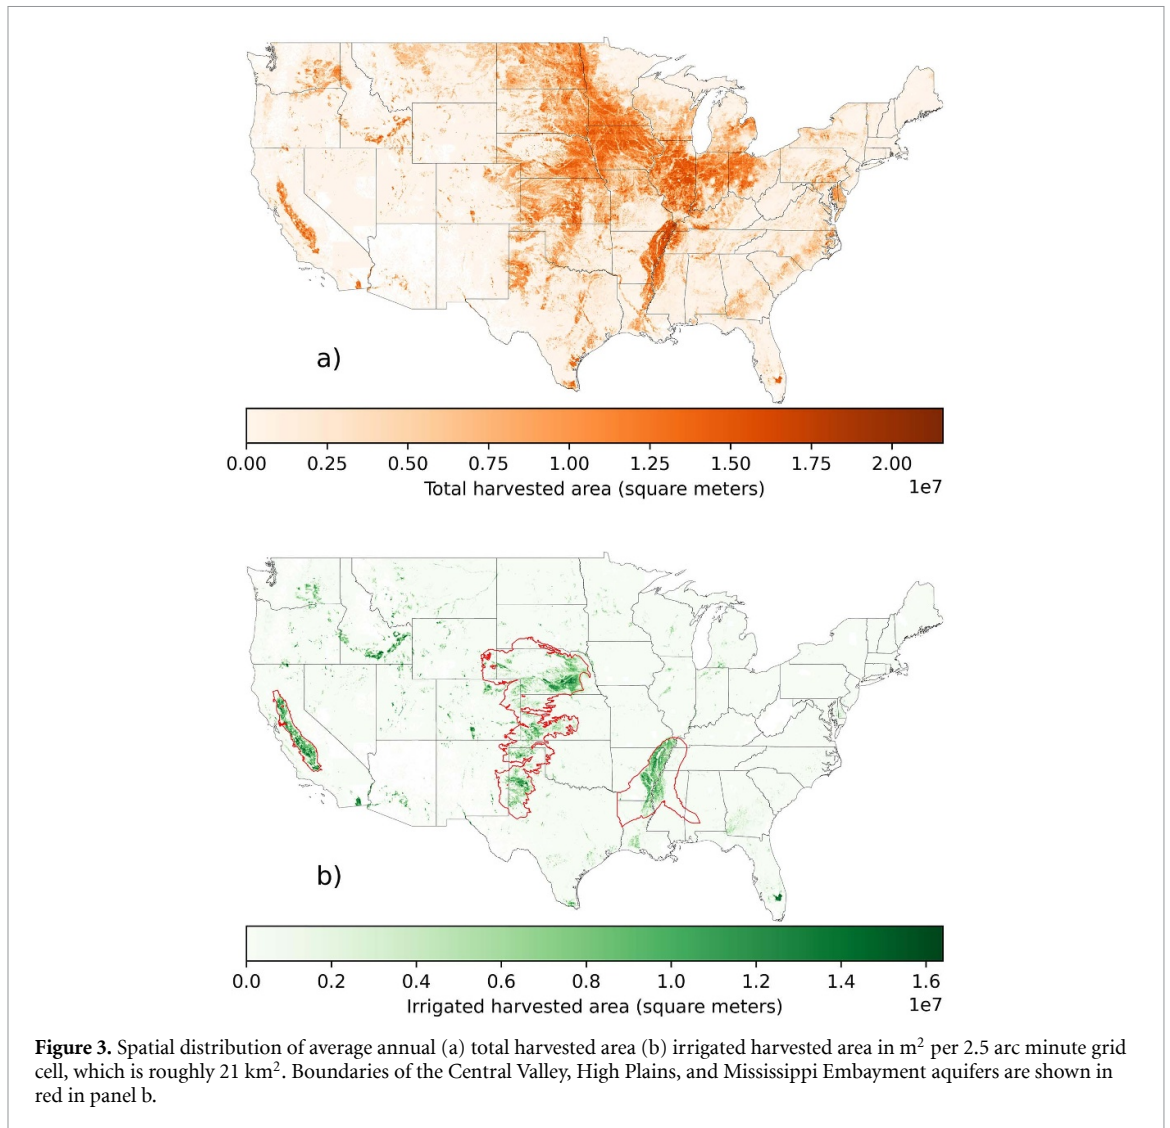 a)
0.00 0.25 0.50 0.75 1.00 1.25 1.50 1.75 2.00
Total harvested area (square meters)
1e7
b)
0.0 0.2 0.4 0.6 0.8 1.0 1.2 1.4 1.6
Irrigated harvested area (square meters)
1e7
Figure 3. Spatial distribution of average annual (a) total harvested area (b) irrigated harvested area in m² per 2.5 arc minute grid
cell, which is roughly 21 km². Boundaries of the Central Valley, High Plains, and Mississippi Embayment aquifers are shown in
red in panel b.